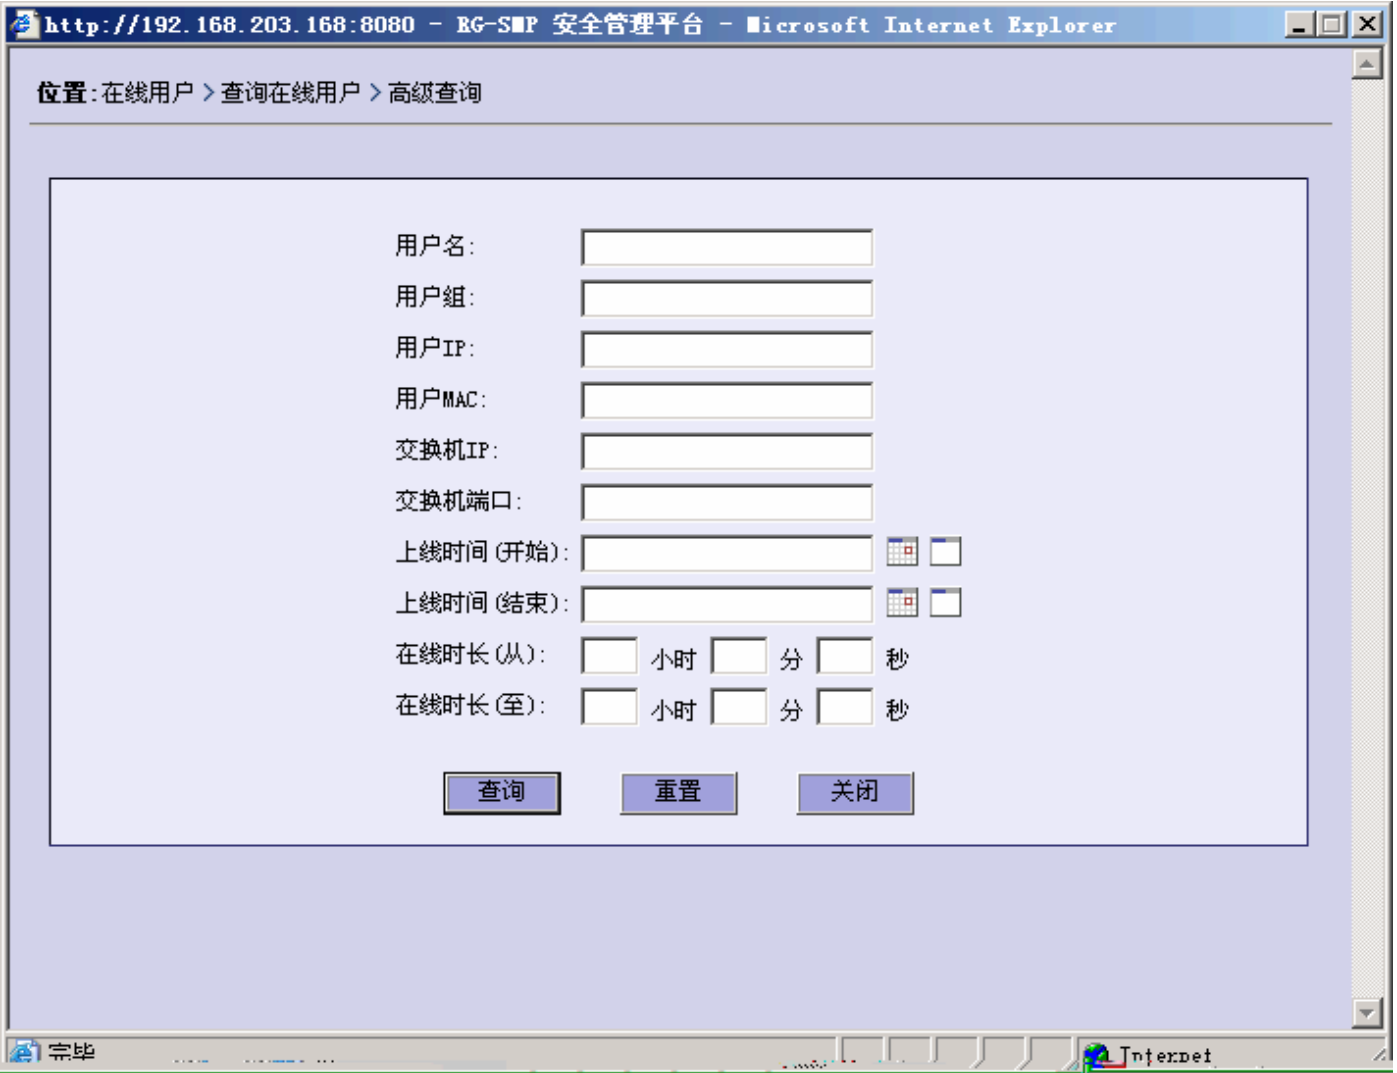 http://192.168.203.168:8080 - RG-SMP 安全管理平台 - Microsoft Internet Explorer
位置:在线用户>查询在线用户>高级查询
用户名:
用户组:
用户IP:
用户MAC:
交换机IP:
交换机端口:
上线时间(开始):
上线时间(结束):
在线时长(从): 小时 分 秒
在线时长(至): 小时 分 秒
查询 重置 关闭
完毕 Internet